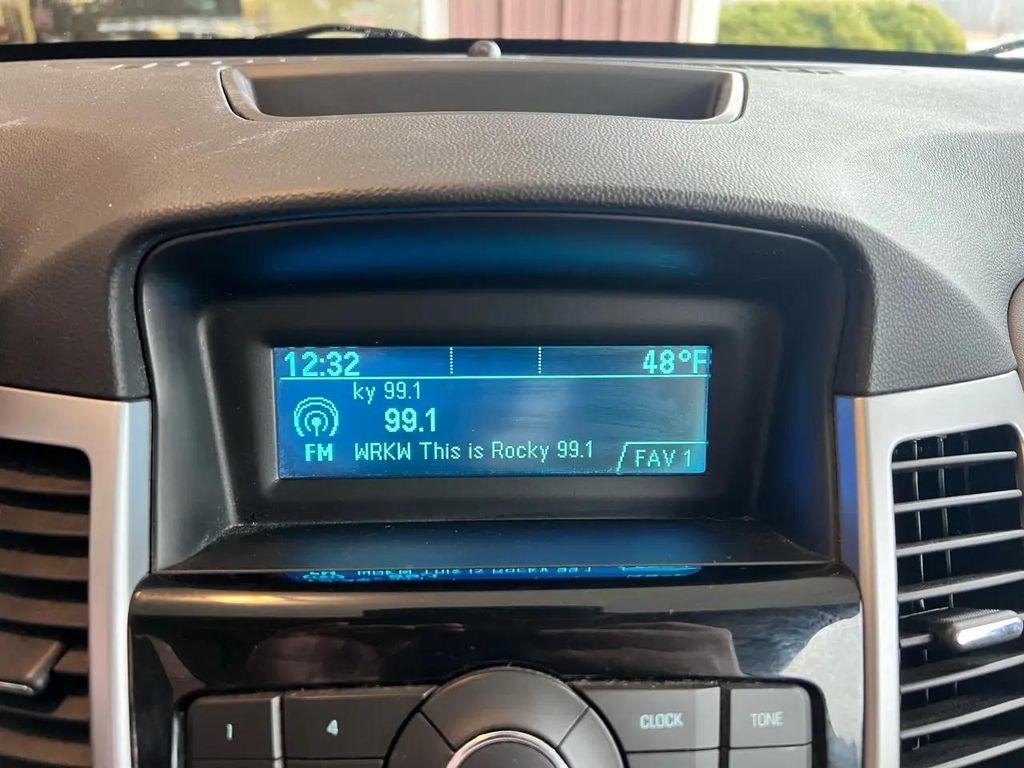 12:32 48°F
ky 99.1
99.1
FM WRKW This is Rocky 99.1 FAV 1
1 4 CLOCK TONE